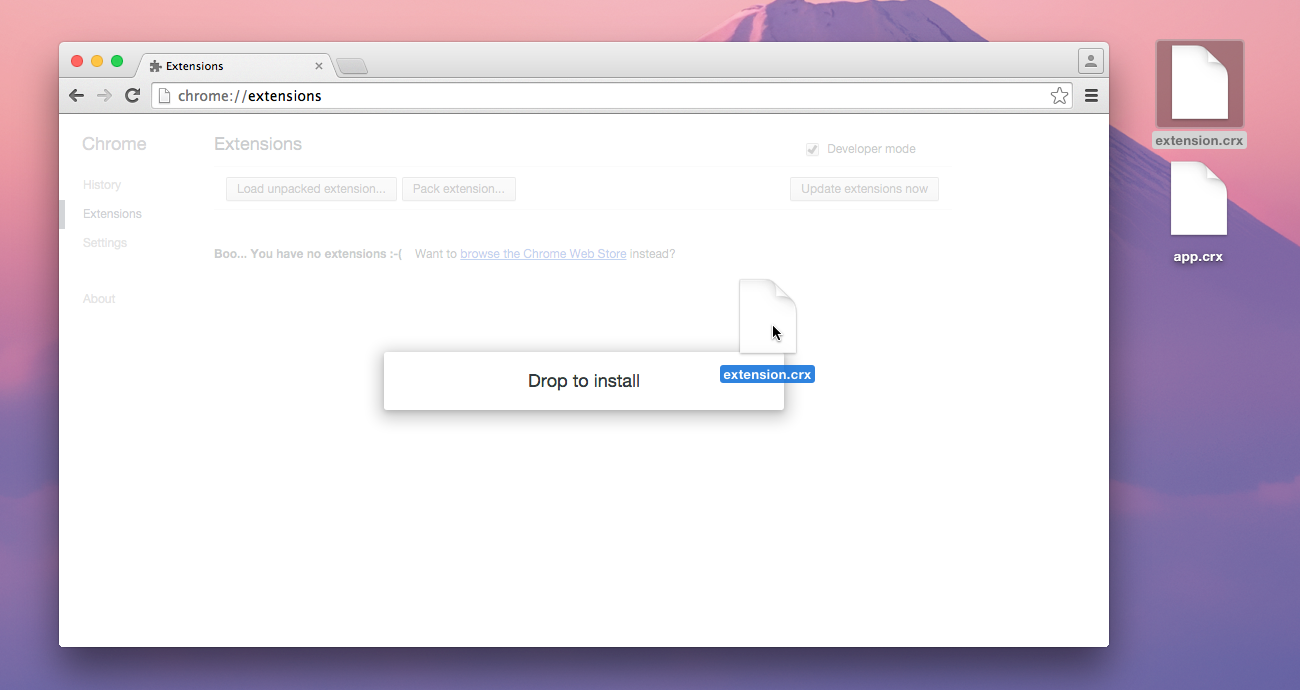 Extensions
chrome://extensions
Chrome
History
Extensions
Settings
About
Extensions
Developer mode
Load unpacked extension...
Pack extension...
Update extensions now
Boo... You have no extensions :-( Want to browse the Chrome Web Store instead?
Drop to install
extension.crx
extension.crx
app.crx